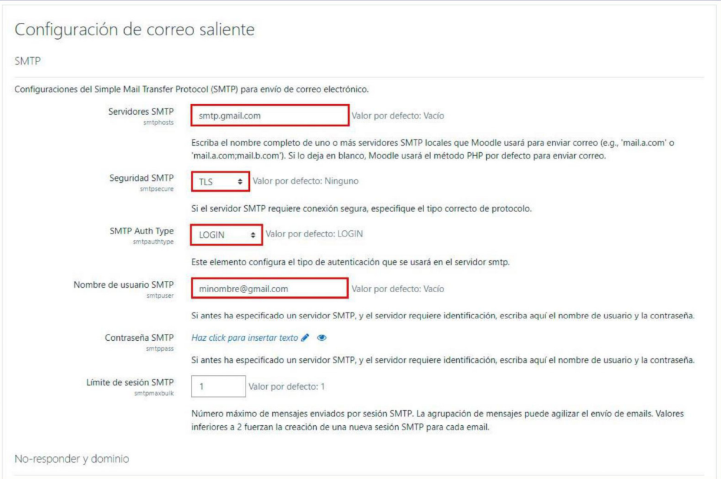 Configuración de correo saliente
SMTP
Configuraciones del Simple Mail Transfer Protocol (SMTP) para envío de correo electrónico.
Servidores SMTP
smtphosts
smtp.gmail.com
Valor por defecto: Vacío
Escriba el nombre completo de uno o más servidores SMTP locales que Moodle usará para enviar correo (e.g., 'mail.a.com' o
'mail.a.com;mail.b.com'). Si lo deja en blanco, Moodle usará el método PHP por defecto para enviar correo.
Seguridad SMTP
smtpsecure
TLS
Valor por defecto: Ninguno
Si el servidor SMTP requiere conexión segura, especifique el tipo correcto de protocolo.
SMTP Auth Type
smtpauthtype
LOGIN
Valor por defecto: LOGIN
Este elemento configura el tipo de autenticación que se usará en el servidor smtp.
Nombre de usuario SMTP
smtpuser
minombre@gmail.com
Valor por defecto: Vacío
Si antes ha especificado un servidor SMTP, y el servidor requiere identificación, escriba aquí el nombre de usuario y la contraseña.
Contraseña SMTP
smtppass
Haz click para insertar texto
Si antes ha especificado un servidor SMTP, y el servidor requiere identificación, escriba aquí el nombre de usuario y la contraseña.
Límite de sesión SMTP
smtpmaxbulk
1
Valor por defecto: 1
Número máximo de mensajes enviados por sesión SMTP. La agrupación de mensajes puede agilizar el envío de emails. Valores
inferiores a 2 fuerzan la creación de una nueva sesión SMTP para cada email.
No-responder y dominio